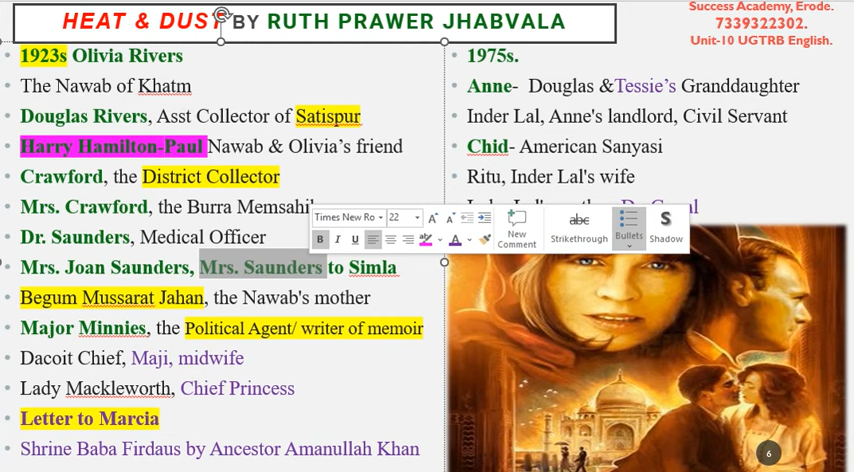 HEAT & DUST BY RUTH PRAWER JHABVALA
Success Academy, Erode.
7339322302.
Unit-10 UGTRB English.
1923s Olivia Rivers
The Nawab of Khatm
Douglas Rivers, Asst Collector of Satispur
Harry Hamilton-Paul Nawab & Olivia's friend
Crawford, the District Collector
Mrs. Crawford, the Burra Memsahi
Dr. Saunders, Medical Officer
Mrs. Joan Saunders, Mrs. Saunders to Simla
Begum Mussarat Jahan, the Nawab's mother
Major Minnies, the Political Agent/ writer of memoir
Dacoit Chief, Maji, midwife
Lady Mackleworth, Chief Princess
Letter to Marcia
Shrine Baba Firdaus by Ancestor Amanullah Khan
1975s.
Anne- Douglas &Tessie's Granddaughter
Inder Lal, Anne's landlord, Civil Servant
Chid- American Sanyasi
Ritu, Inder Lal's wife
Times New Ro 22 A A
B I U ab A
New Comment
abc Strikethrough
Bullets
S Shadow
6